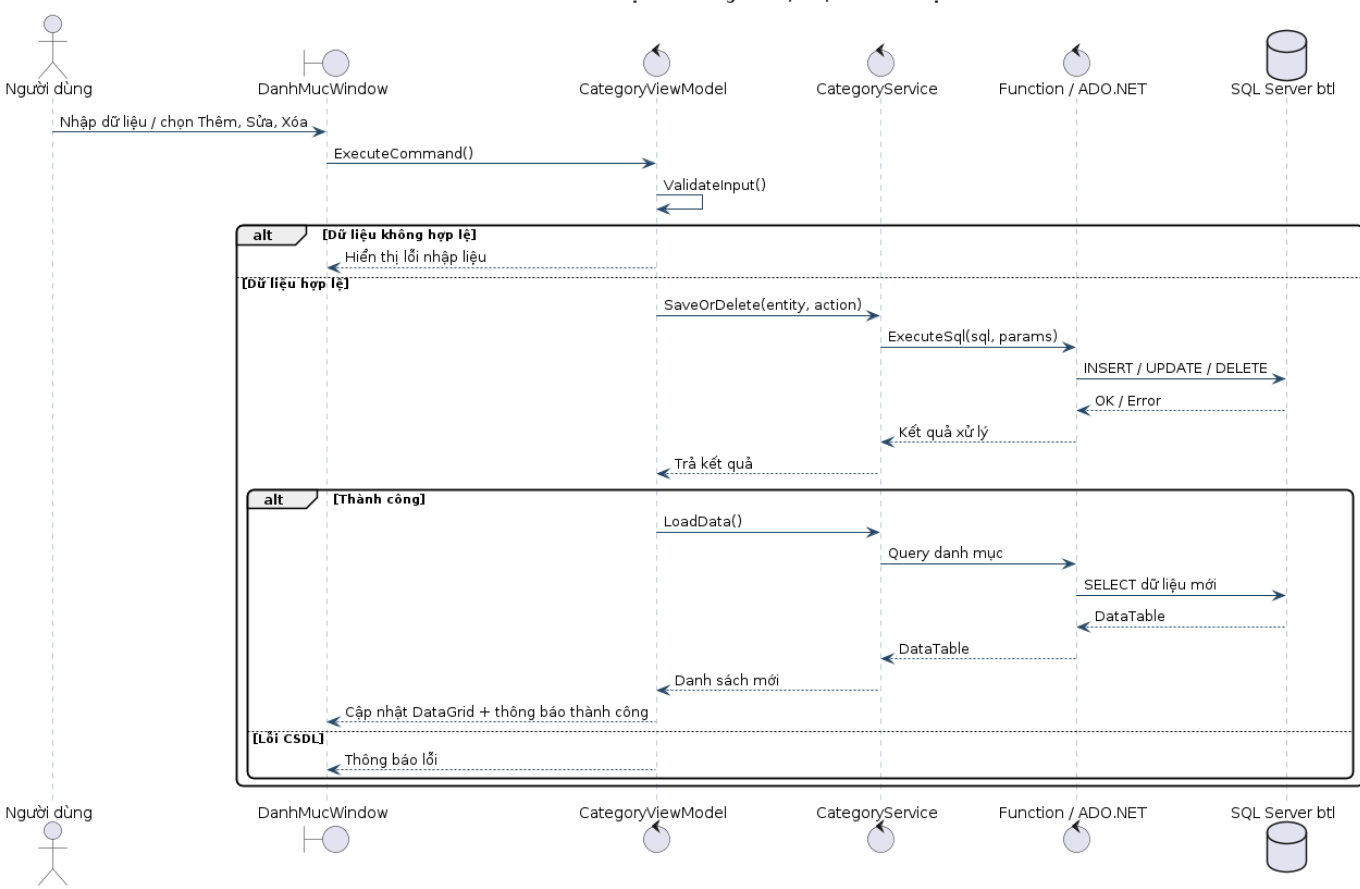 Người dùng
DanhMucWindow
CategoryViewModel
CategoryService
Function / ADO.NET
SQL Server btl
Nhập dữ liệu / chọn Thêm, Sửa, Xóa
ExecuteCommand()
ValidateInput()
alt
[Dữ liệu không hợp lệ]
Hiển thị lỗi nhập liệu
[Dữ liệu hợp lệ]
SaveOrDelete(entity, action)
ExecuteSql(sql, params)
INSERT / UPDATE / DELETE
OK / Error
Kết quả xử lý
Trả kết quả
alt
[Thành công]
LoadData()
Query danh mục
SELECT dữ liệu mới
DataTable
DataTable
Danh sách mới
Cập nhật DataGrid + thông báo thành công
[Lỗi CSDL]
Thông báo lỗi
Người dùng
DanhMucWindow
CategoryViewModel
CategoryService
Function / ADO.NET
SQL Server btl